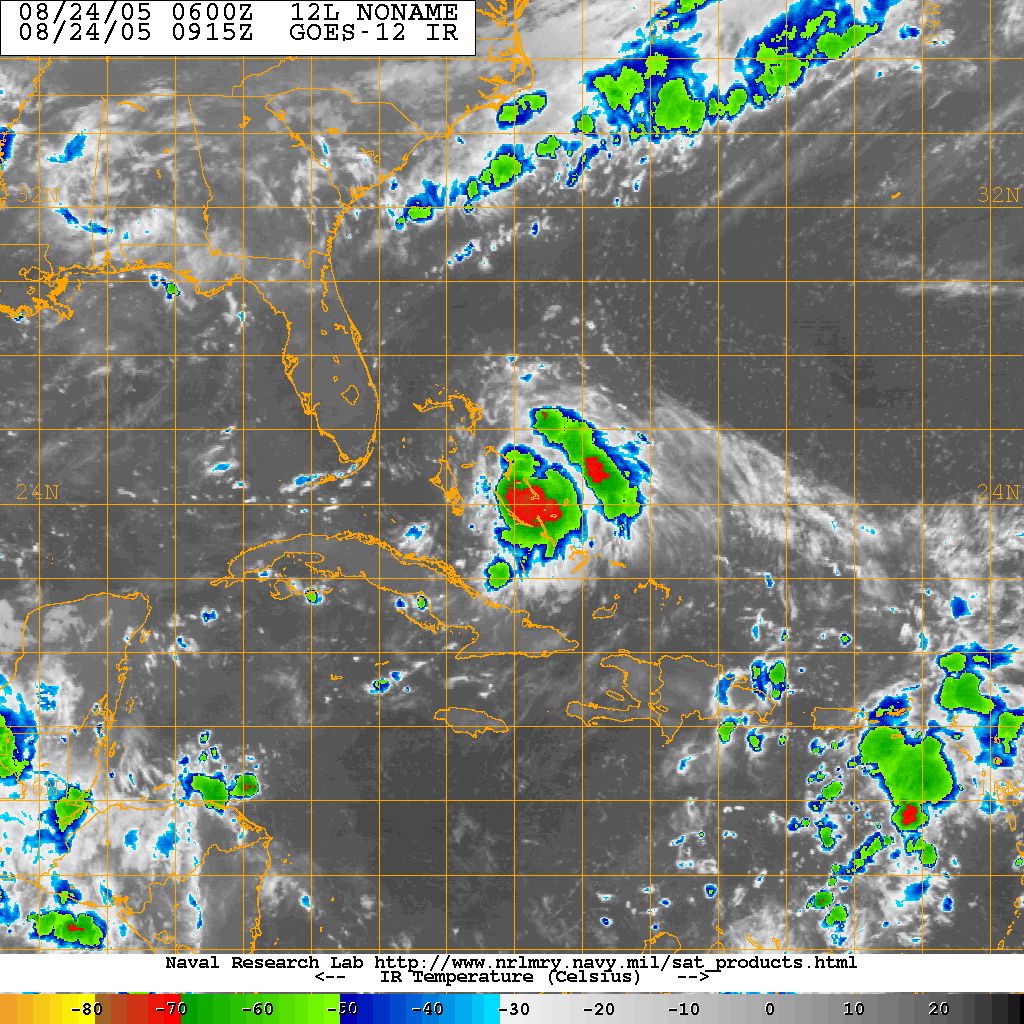 08/24/05 0600Z 12L NONAME
08/24/05 0915Z GOES-12 IR
32N 32N
24N 24N
16N
Naval Research Lab http://www.nrlmry.navy.mil/sat_products.html
<-- IR Temperature (Celsius) -->
-80 -70 -60 -50 -40 -30 -20 -10 0 10 20